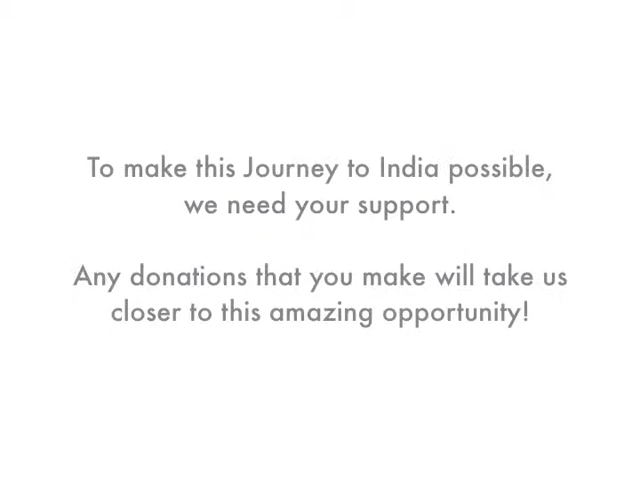 To make this Journey to India possible,
we need your support.
Any donations that you make will take us
closer to this amazing opportunity!